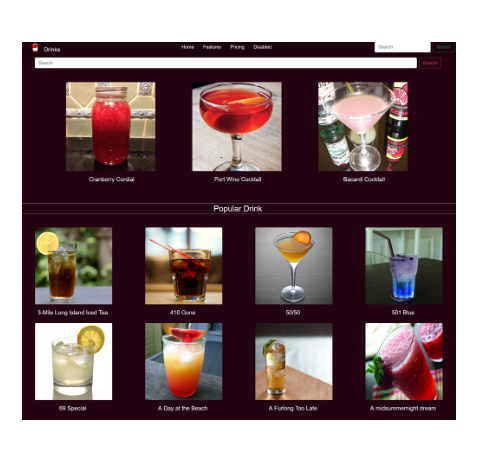 Drinks
Home Features Pricing Disabled
Search Search
Search Search
Cranberry Cordial Port Wine Cocktail Bacardi Cocktail
Popular Drink
3-Mile Long Island Iced Tea 410 Gone 50/50 501 Blue
69 Special A Day at the Beach A Furlong Too Late A midsummernight dream